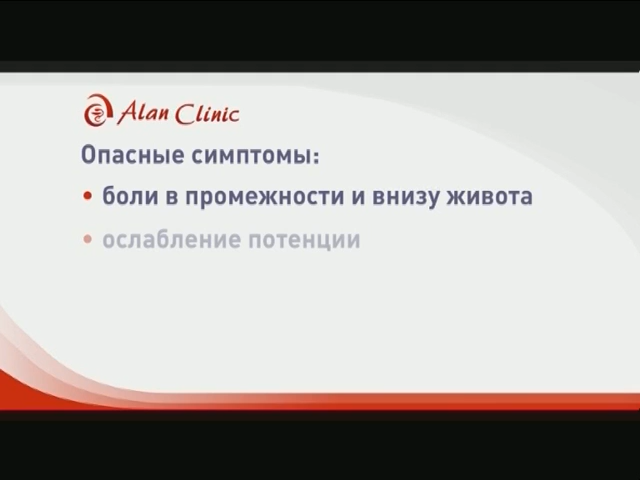 Alan Clinic
Опасные симптомы:
• боли в промежности и внизу живота
• ослабление потенции